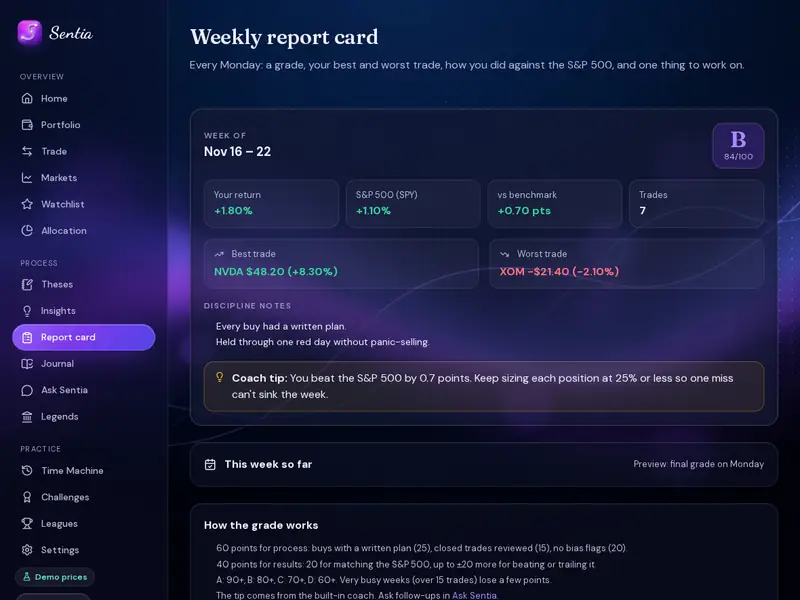 Sentia
OVERVIEW
Home
Portfolio
Trade
Markets
Watchlist
Allocation
PROCESS
Theses
Insights
Report card
Journal
Ask Sentia
Legends
PRACTICE
Time Machine
Challenges
Leagues
Settings
Demo prices
Weekly report card
Every Monday: a grade, your best and worst trade, how you did against the S&P 500, and one thing to work on.
WEEK OF
Nov 16 – 22
B
84/100
Your return
+1.80%
S&P 500 (SPY)
+1.10%
vs benchmark
+0.70 pts
Trades
7
Best trade
NVDA $48.20 (+8.30%)
Worst trade
XOM −$21.40 (−2.10%)
DISCIPLINE NOTES
Every buy had a written plan.
Held through one red day without panic-selling.
Coach tip: You beat the S&P 500 by 0.7 points. Keep sizing each position at 25% or less so one miss
can't sink the week.
This week so far
Preview: final grade on Monday
How the grade works
60 points for process: buys with a written plan (25), closed trades reviewed (15), no bias flags (20).
40 points for results: 20 for matching the S&P 500, up to ±20 more for beating or trailing it.
A: 90+, B: 80+, C: 70+, D: 60+. Very busy weeks (over 15 trades) lose a few points.
The tip comes from the built-in coach. Ask follow-ups in Ask Sentia.